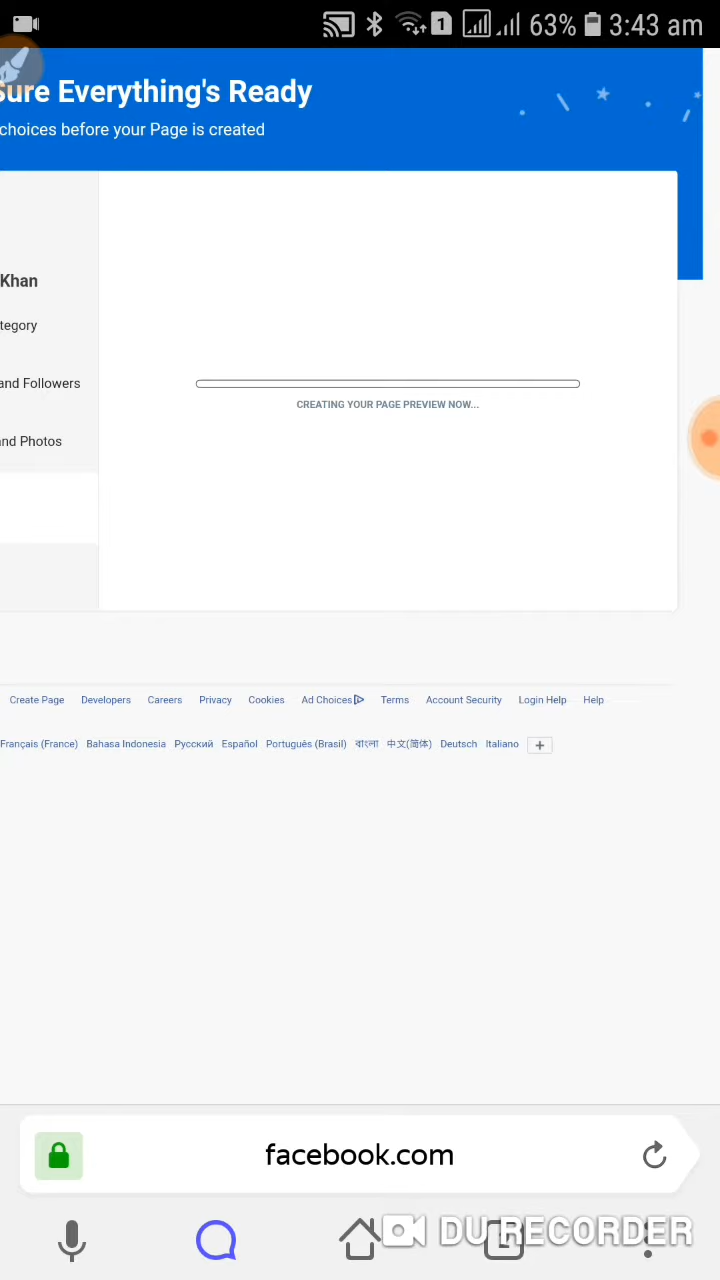 63% 3:43 am
Sure Everything's Ready
choices before your Page is created
Khan
tegory
and Followers
and Photos
CREATING YOUR PAGE PREVIEW NOW...
Create Page Developers Careers Privacy Cookies Ad Choices Terms Account Security Login Help Help
Français (France) Bahasa Indonesia Русский Español Português (Brasil) বাংলা 中文(简体) Deutsch Italiano +
facebook.com
DU RECORDER